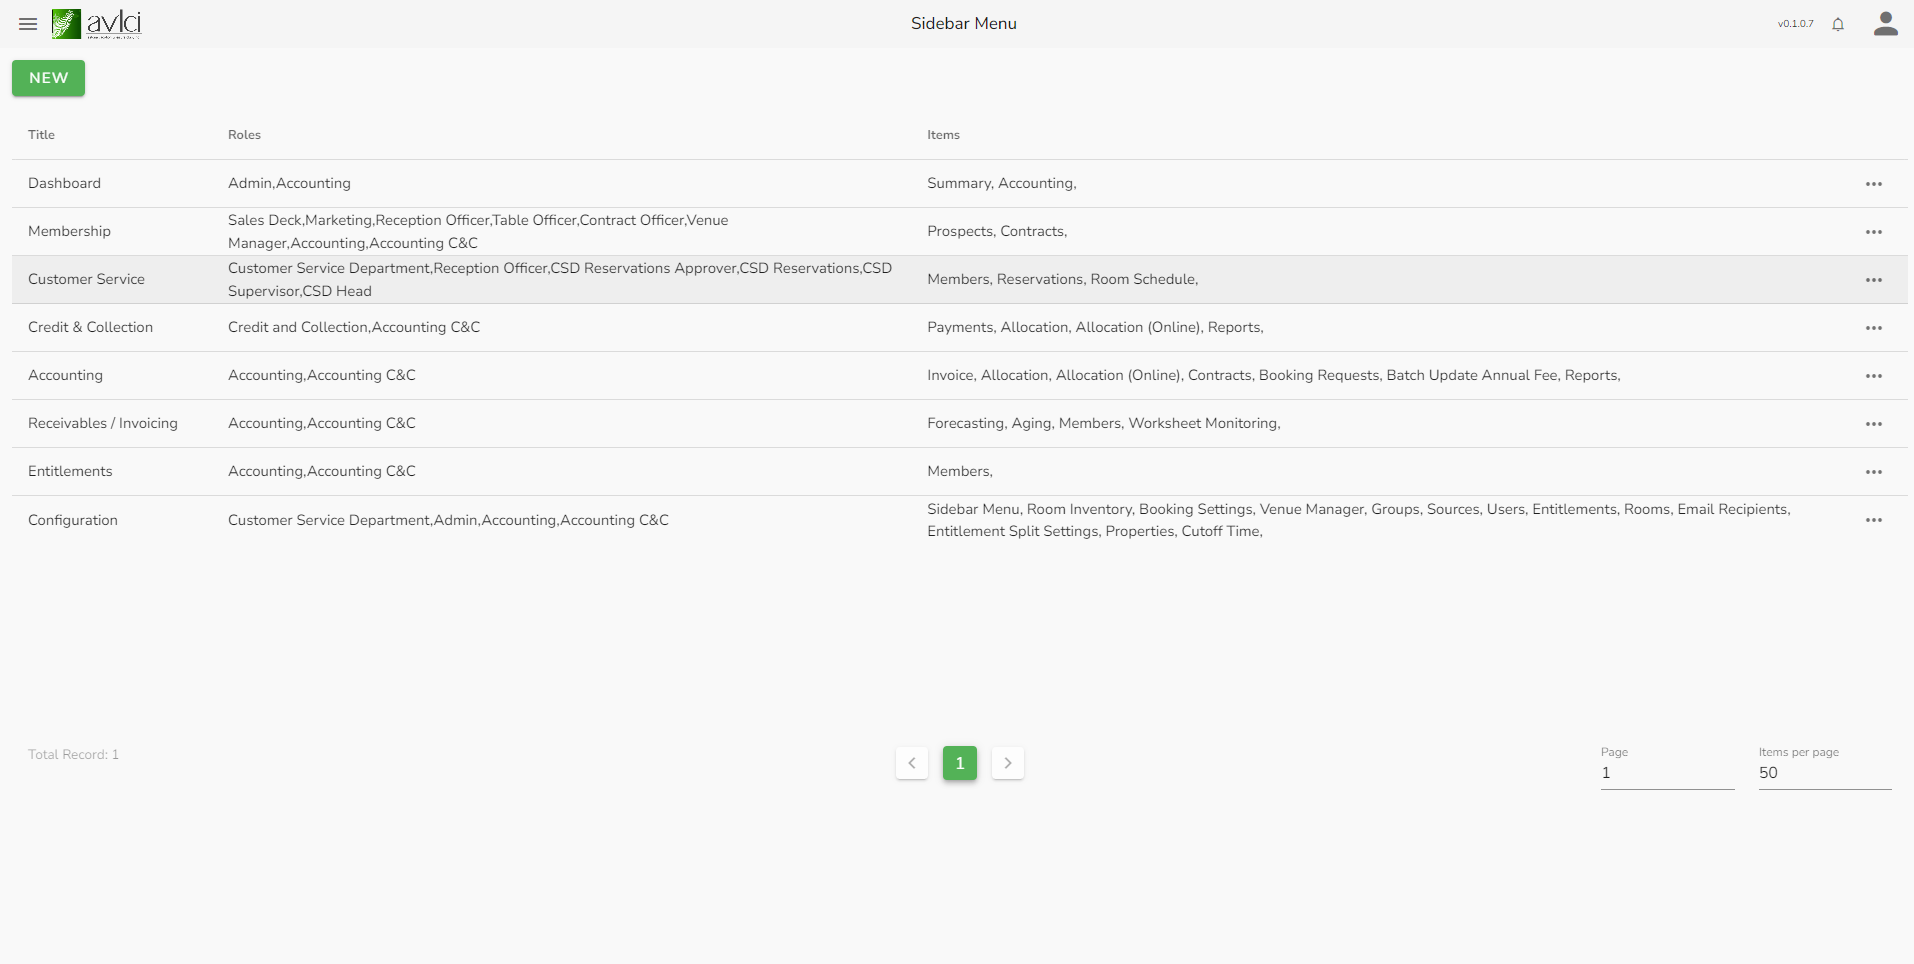 avlci
Sidebar Menu
v0.1.0.7
NEW
Title
Roles
Items
Dashboard
Admin,Accounting
Summary, Accounting,
Membership
Sales Deck,Marketing,Reception Officer,Table Officer,Contract Officer,Venue
Manager,Accounting,Accounting C&C
Prospects, Contracts,
Customer Service
Customer Service Department,Reception Officer,CSD Reservations Approver,CSD Reservations,CSD
Supervisor,CSD Head
Members, Reservations, Room Schedule,
Credit & Collection
Credit and Collection,Accounting C&C
Payments, Allocation, Allocation (Online), Reports,
Accounting
Accounting,Accounting C&C
Invoice, Allocation, Allocation (Online), Contracts, Booking Requests, Batch Update Annual Fee, Reports,
Receivables / Invoicing
Accounting,Accounting C&C
Forecasting, Aging, Members, Worksheet Monitoring,
Entitlements
Accounting,Accounting C&C
Members,
Configuration
Customer Service Department,Admin,Accounting,Accounting C&C
Sidebar Menu, Room Inventory, Booking Settings, Venue Manager, Groups, Sources, Users, Entitlements, Rooms, Email Recipients,
Entitlement Split Settings, Properties, Cutoff Time,
Total Record: 1
1
Page
1
Items per page
50